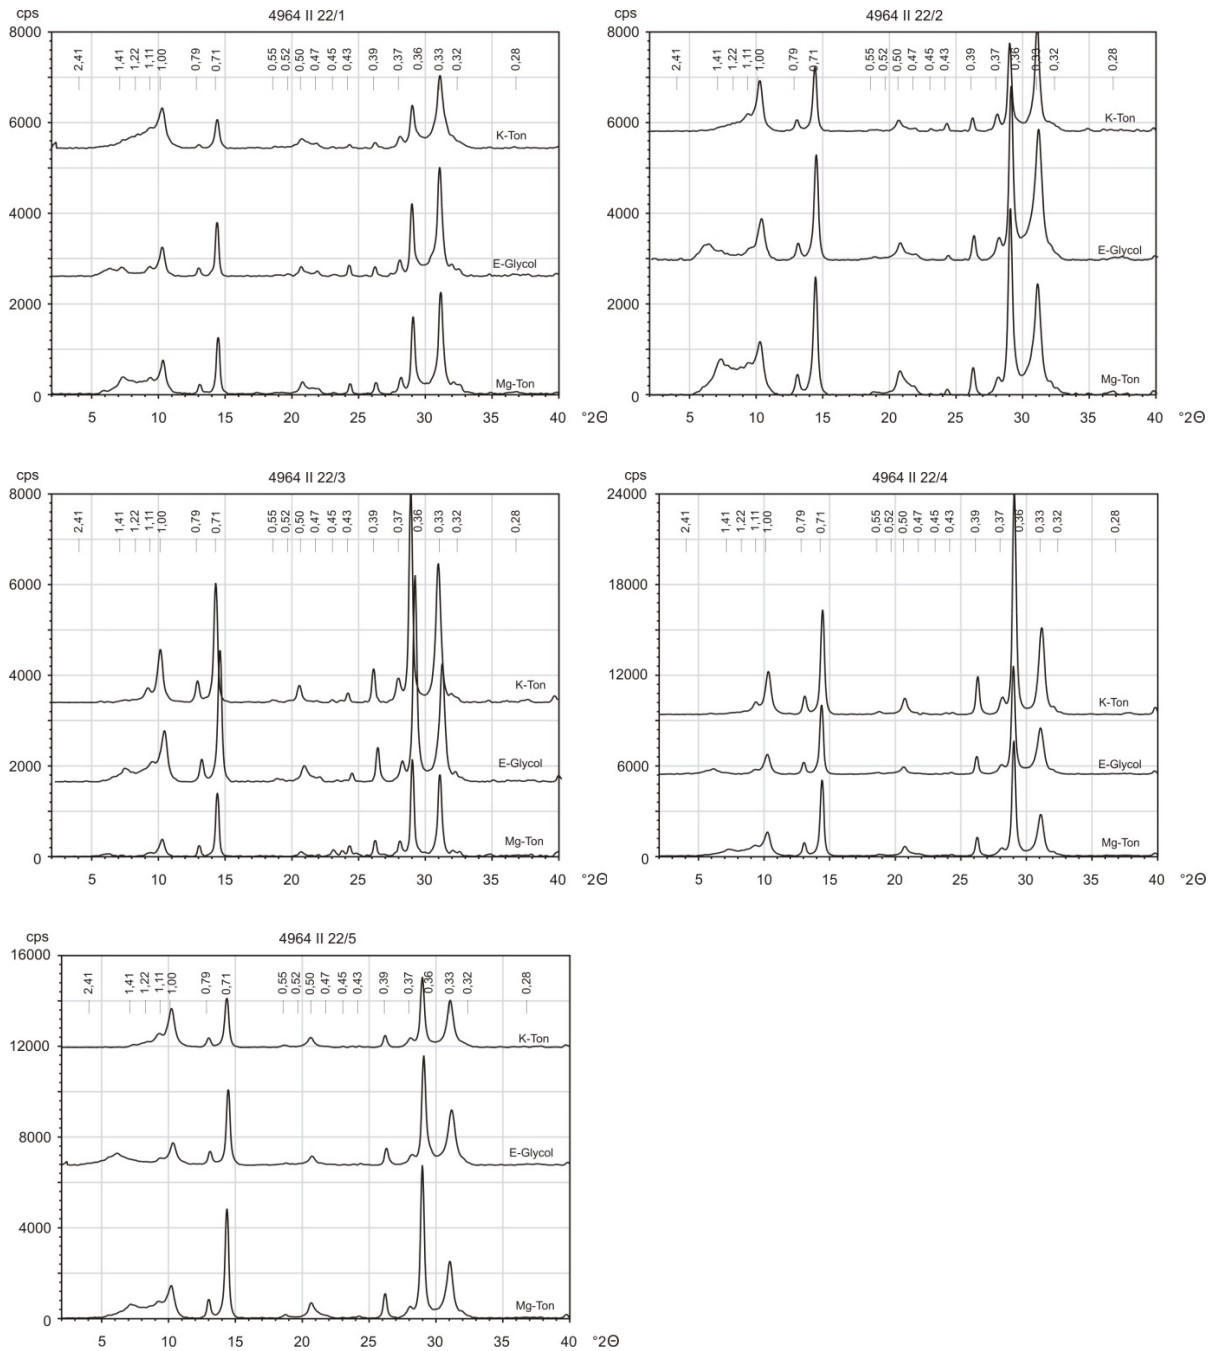 cps
4964 II 22/1
8000
2,41 1,41 1,22 1,11 1,00 0,79 0,71 0,55 0,52 0,50 0,47 0,45 0,43 0,39 0,37 0,36 0,33 0,32 0,28
6000
K-Ton
4000
E-Glycol
2000
Mg-Ton
0
5 10 15 20 25 30 35 40 °2Θ
cps
4964 II 22/2
8000
2,41 1,41 1,22 1,11 1,00 0,79 0,71 0,55 0,52 0,50 0,47 0,45 0,43 0,39 0,37 0,36 0,33 0,32 0,28
6000
K-Ton
4000
E-Glycol
2000
Mg-Ton
0
5 10 15 20 25 30 35 40 °2Θ
cps
4964 II 22/3
8000
2,41 1,41 1,22 1,11 1,00 0,79 0,71 0,55 0,52 0,50 0,47 0,45 0,43 0,39 0,37 0,36 0,33 0,32 0,28
6000
K-Ton
4000
E-Glycol
2000
Mg-Ton
0
5 10 15 20 25 30 35 40 °2Θ
cps
4964 II 22/4
24000
2,41 1,41 1,22 1,11 1,00 0,79 0,71 0,55 0,52 0,50 0,47 0,45 0,43 0,39 0,37 0,36 0,33 0,32 0,28
18000
12000
K-Ton
E-Glycol
6000
Mg-Ton
0
5 10 15 20 25 30 35 40 °2Θ
cps
4964 II 22/5
16000
2,41 1,41 1,22 1,11 1,00 0,79 0,71 0,55 0,52 0,50 0,47 0,45 0,43 0,39 0,37 0,36 0,33 0,32 0,28
K-Ton
12000
E-Glycol
8000
4000
Mg-Ton
0
5 10 15 20 25 30 35 40 °2Θ